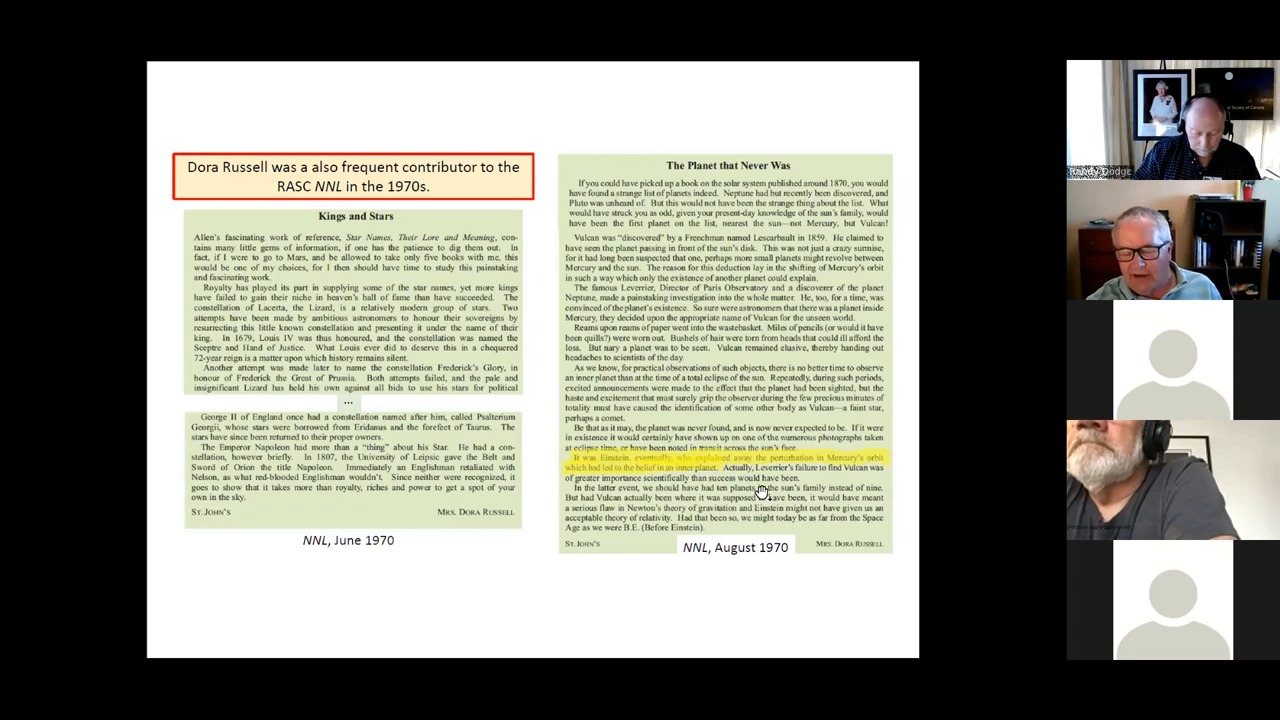 Dora Russell was a also frequent contributor to the
RASC NNL in the 1970s.
Kings and Stars
Allen's fascinating work of reference, Star Names, Their Lore and Meaning, con-
tains many little gems of information, if one has the patience to dig them out. In
fact, if I were to go to Mars, and be allowed to take only five books with me, this
would be one of my choices, for I then should have time to study this painstaking
and fascinating work.
Royalty has played its part in supplying some of the star names, yet more kings
have failed to gain their niche in heaven's hall of fame than have succeeded. The
constellation of Lacerta, the Lizard, is a relatively modern group of stars. Two
attempts have been made by ambitious astronomers to honour their sovereigns by
resurrecting this little known constellation and presenting it under the name of their
king. In 1679, Louis IV was thus honoured, and the constellation was named the
Sceptre and Hand of Justice. What Louis ever did to deserve this in a chequered
72-year reign is a matter upon which history remains silent.
Another attempt was made later to name the constellation Frederick's Glory, in
honour of Frederick the Great of Prussia. Both attempts failed, and the pale and
insignificant Lizard has held his own against all bids to use his stars for political
...
George II of England once had a constellation named after him, called Psalterium
Georgii, whose stars were borrowed from Eridanus and the forefect of Taurus. The
stars have since been returned to their proper owners.
The Emperor Napoleon had more than a "thing" about his Star. He had a con-
stellation, however briefly. In 1807, the University of Leipsic gave the Belt and
Sword of Orion the title Napoleon. Immediately an Englishman retaliated with
Nelson, as what red-blooded Englishman wouldn't. Since neither were recognized, it
goes to show that it takes more than royalty, riches and power to get a spot of your
own in the sky.
ST. JOHN'S MRS. DORA RUSSELL
NNL, June 1970
The Planet that Never Was
If you could have picked up a book on the solar system published around 1870, you would
have found a strange list of planets indeed. Neptune had but recently been discovered, and
Pluto was unheard of. But this would not have been the strange thing about the list. What
would have struck you as odd, given your present-day knowledge of the sun's family, would
have been the first planet on the list, nearest the sun—not Mercury, but Vulcan!
Vulcan was "discovered" by a Frenchman named Lescarbault in 1859. He claimed to
have seen the planet passing in front of the sun's disk. This was not just a crazy surmise,
for it had long been suspected that one, perhaps more small planets might revolve between
Mercury and the sun. The reason for this deduction lay in the shifting of Mercury's orbit
in such a way which only the existence of another planet could explain.
The famous Leverrier, Director of Paris Observatory and a discoverer of the planet
Neptune, made a painstaking investigation into the whole matter. He, too, for a time, was
convinced of the planet's existence. So sure were astronomers that there was a planet inside
Mercury, they decided upon the appropriate name of Vulcan for the unseen world.
Reams upon reams of paper went into the wastebasket. Miles of pencils (or would it have
been quills?) were worn out. Bushels of hair were torn from heads that could ill afford the
loss. But nary a planet was to be seen. Vulcan remained elusive, thereby handing out
headaches to scientists of the day.
As we know, for practical observations of such objects, there is no better time to observe
an inner planet than at the time of a total eclipse of the sun. Repeatedly, during such periods,
excited announcements were made to the effect that the planet had been sighted, but the
haste and excitement that must surely grip the observer during the few precious minutes of
totality must have caused the identification of some other body as Vulcan—a faint star,
perhaps a comet.
Be that as it may, the planet was never found, and is now never expected to be. If it were
in existence it would certainly have shown up on one of the numerous photographs taken
at eclipse time, or have been noted in transit across the sun's face.
It was Einstein, eventually, who explained away the perturbation in Mercury's orbit
which had led to the belief in an inner planet. Actually, Leverrier's failure to find Vulcan was
of greater importance scientifically than success would have been.
In the latter event, we should have had ten planets the sun's family instead of nine.
But had Vulcan actually been where it was supposed have been, it would have meant
a serious flaw in Newton's theory of gravitation and Einstein might not have given us an
acceptable theory of relativity. Had that been so, we might today be as far from the Space
Age as we were B.E. (Before Einstein).
ST. JOHN'S MRS. DORA RUSSELL
NNL, August 1970
Randy Dodge
Society of Canada